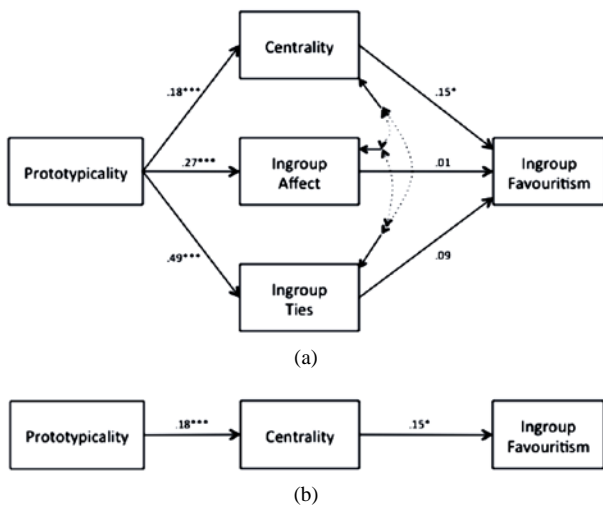 Centrality
.18***
.15*
Prototypicality
.27***
Ingroup
Affect
.01
Ingroup
Favouritism
.49***
.09
Ingroup
Ties
(a)
Prototypicality
.18***
Centrality
.15*
Ingroup
Favouritism
(b)